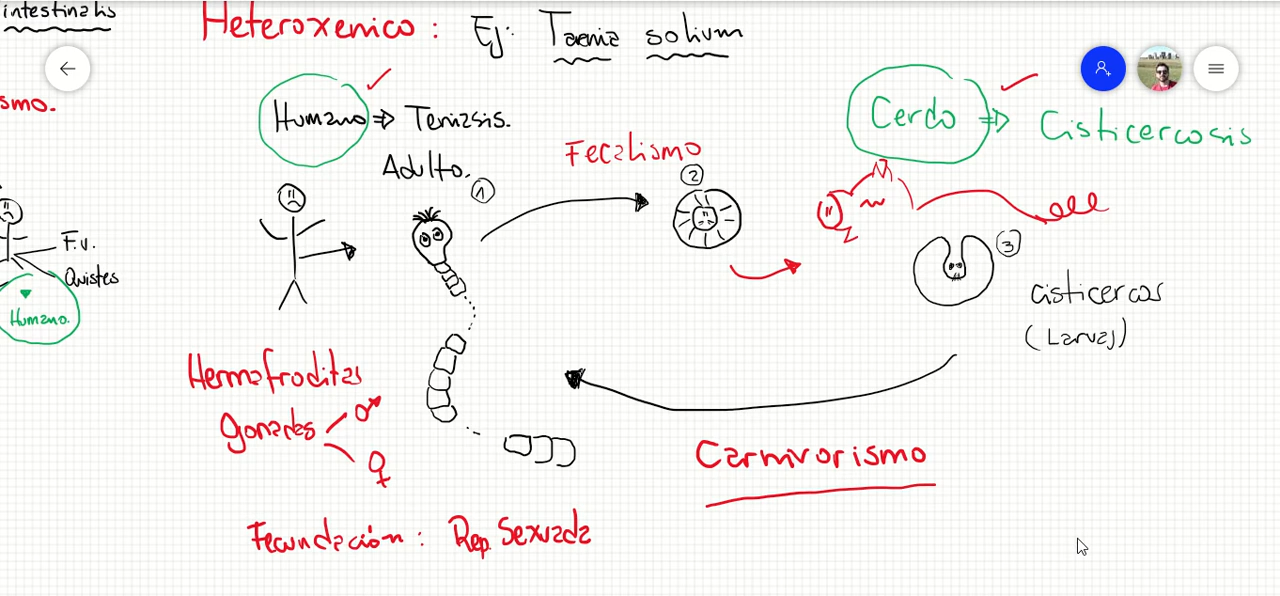 intestinalis
Heteroxenico : Ej: Taenia solium
ismo.
Humano ⇒ Teniasis.
Cerdo ⇒ Cisticercosis
Adulto. 1
Fecalismo
2
3
F.V.
Quistes
Humano.
cisticercos
(Larvas)
Hermafroditas
gonadas ♂
♀
Carnivorismo
Fecundación : Rep. Sexuada